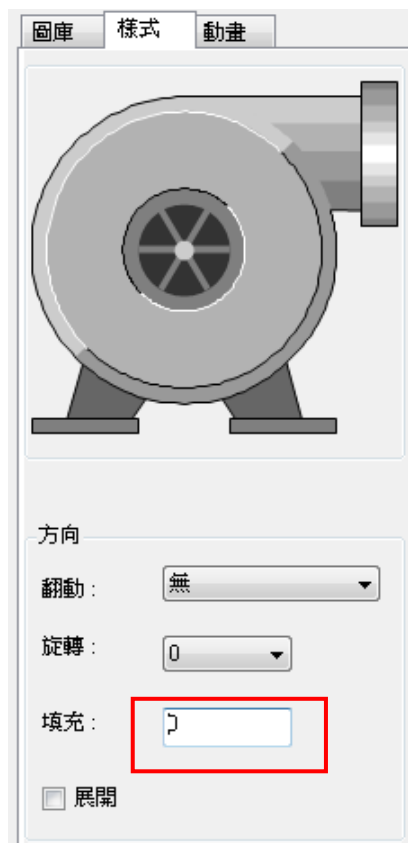 圖庫 樣式 動畫
方向
翻動 : 無
旋轉 : 0
填充 :
展開